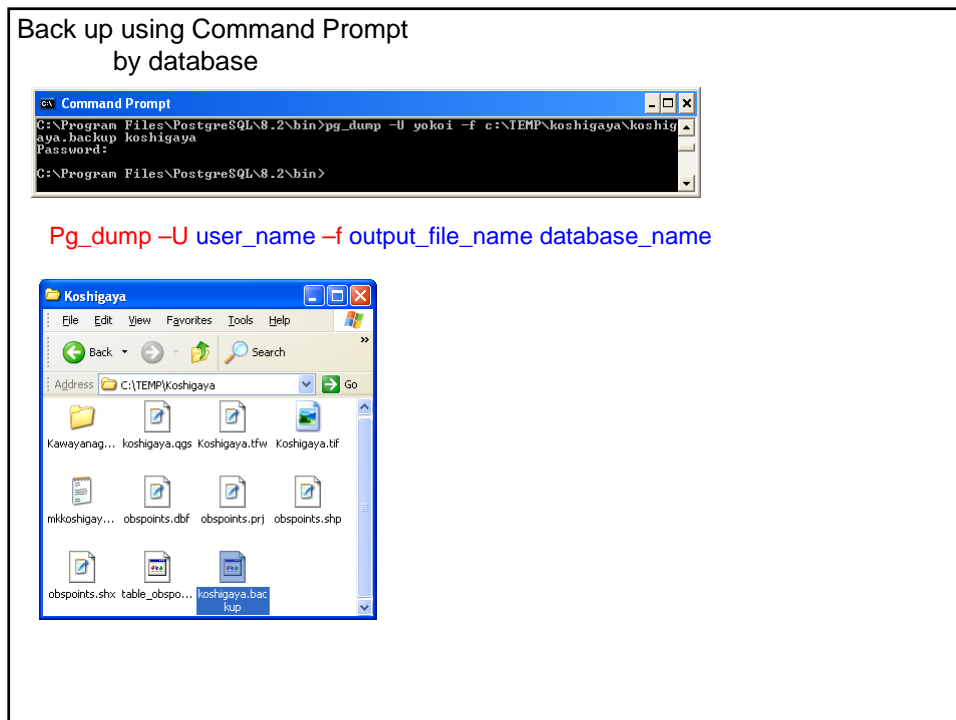 Back up using Command Prompt
by database
Command Prompt
C:\Program Files\PostgreSQL\8.2\bin>pg_dump -U yokoi -f c:\TEMP\koshigaya\koshig
aya.backup koshigaya
Password:
C:\Program Files\PostgreSQL\8.2\bin>
Pg_dump –U user_name –f output_file_name database_name
Koshigaya
File Edit View Favorites Tools Help
Back Search »
Address C:\TEMP\Koshigaya Go
Kawayanag... koshigaya.qgs Koshigaya.tfw Koshigaya.tif
mkkoshigay... obspoints.dbf obspoints.prj obspoints.shp
obspoints.shx table_obspo... koshigaya.bac
kup